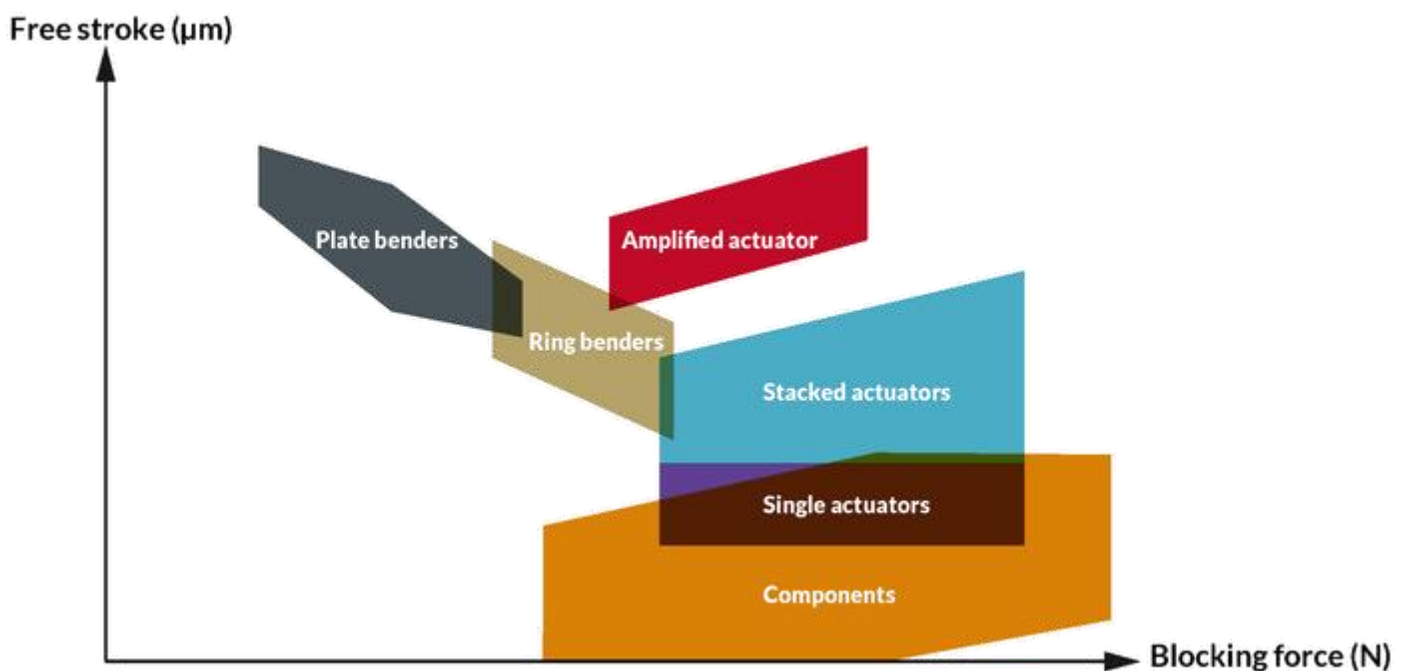 Free stroke (µm)
Plate benders
Amplified actuator
Ring benders
Stacked actuators
Single actuators
Components
Blocking force (N)